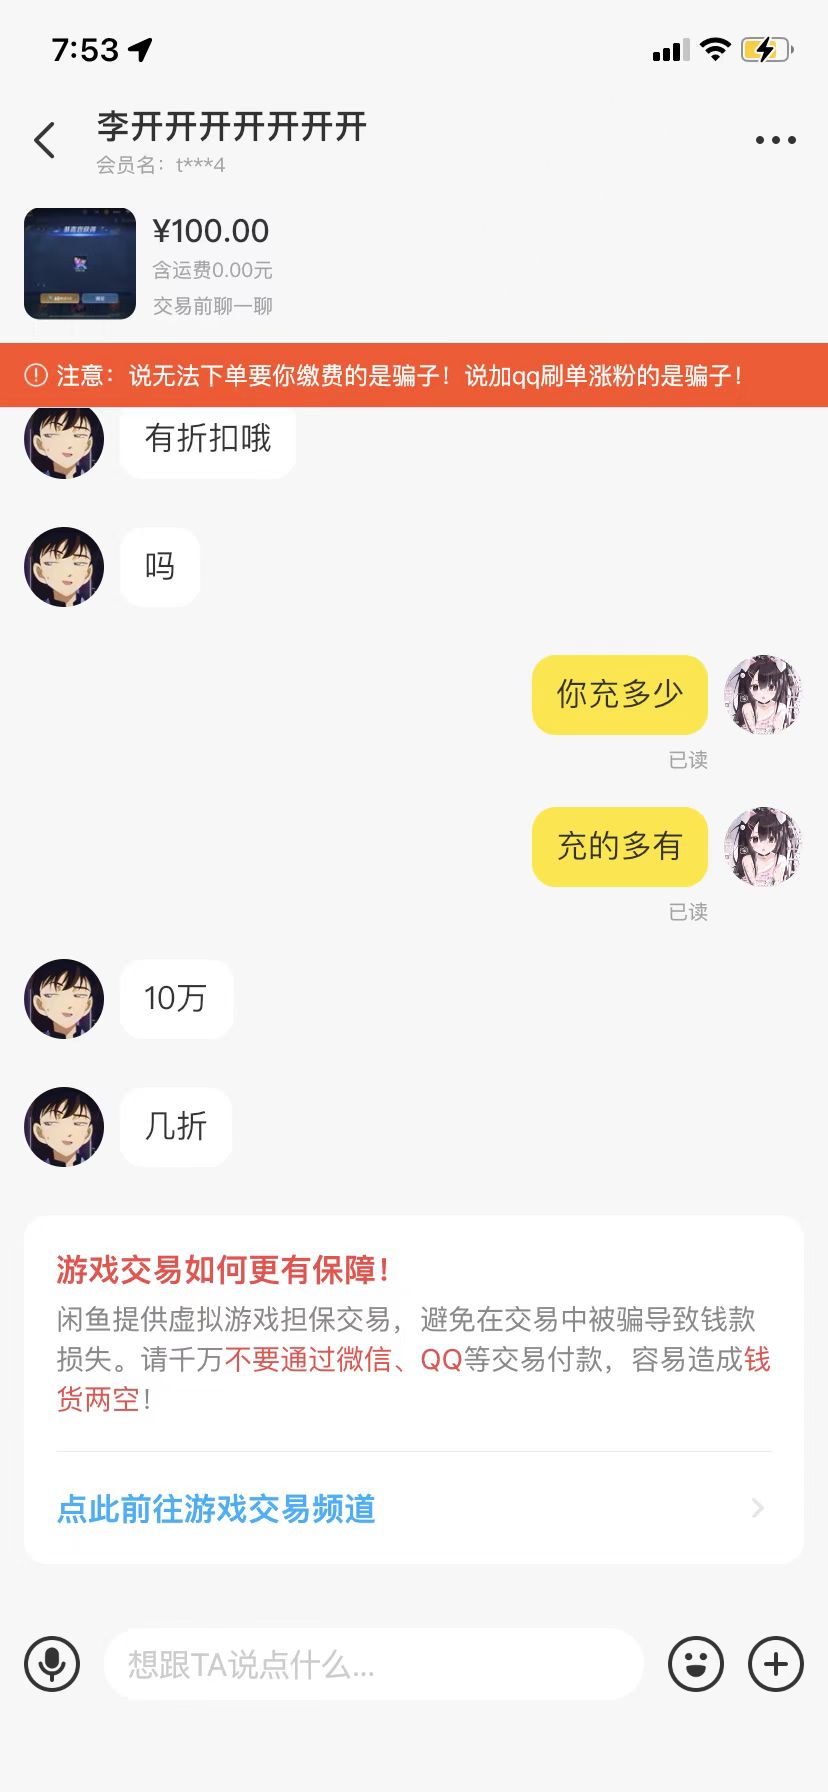 7:53
李开开开开开开开
会员名：t***4
¥100.00
含运费0.00元
交易前聊一聊
注意：说无法下单要你缴费的是骗子！说加qq刷单涨粉的是骗子！
有折扣哦
吗
你充多少
已读
充的多有
已读
10万
几折
游戏交易如何更有保障！
闲鱼提供虚拟游戏担保交易，避免在交易中被骗导致钱款
损失。请千万不要通过微信、QQ等交易付款，容易造成钱
货两空！
点此前往游戏交易频道
想跟TA说点什么...